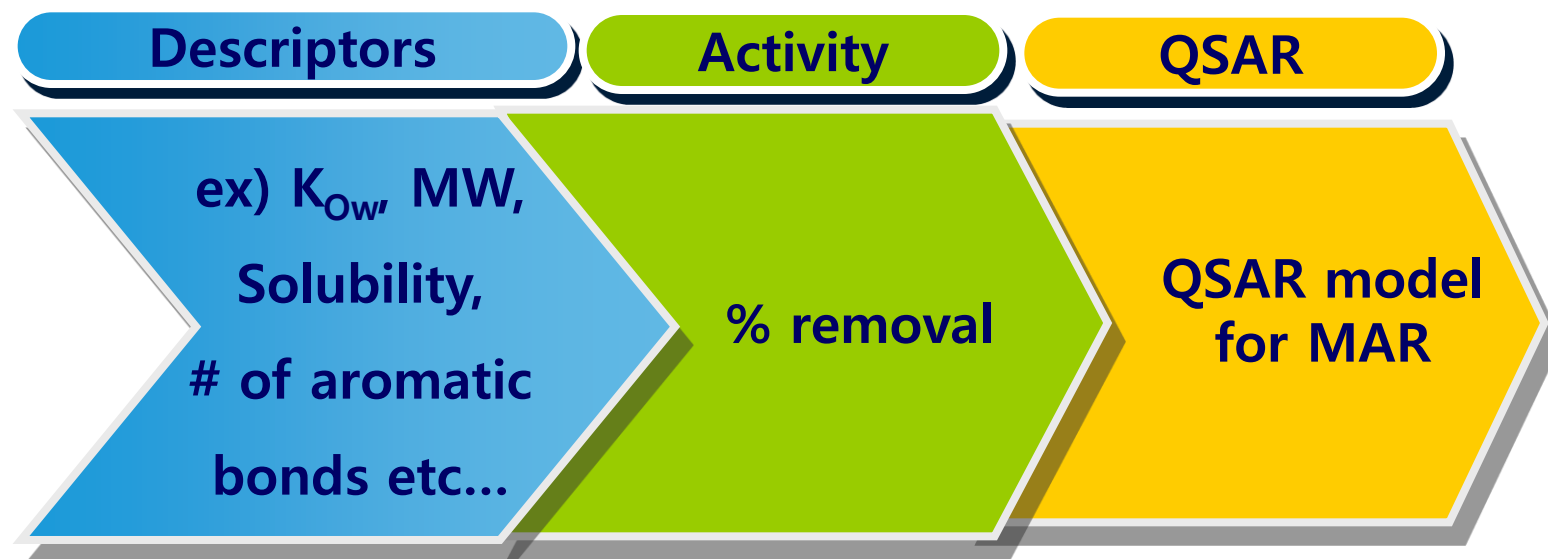 Descriptors
Activity
QSAR
ex) KOw, MW,
Solubility,
# of aromatic
bonds etc...
% removal
QSAR model
for MAR